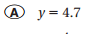 Ⓐ y = 4.7